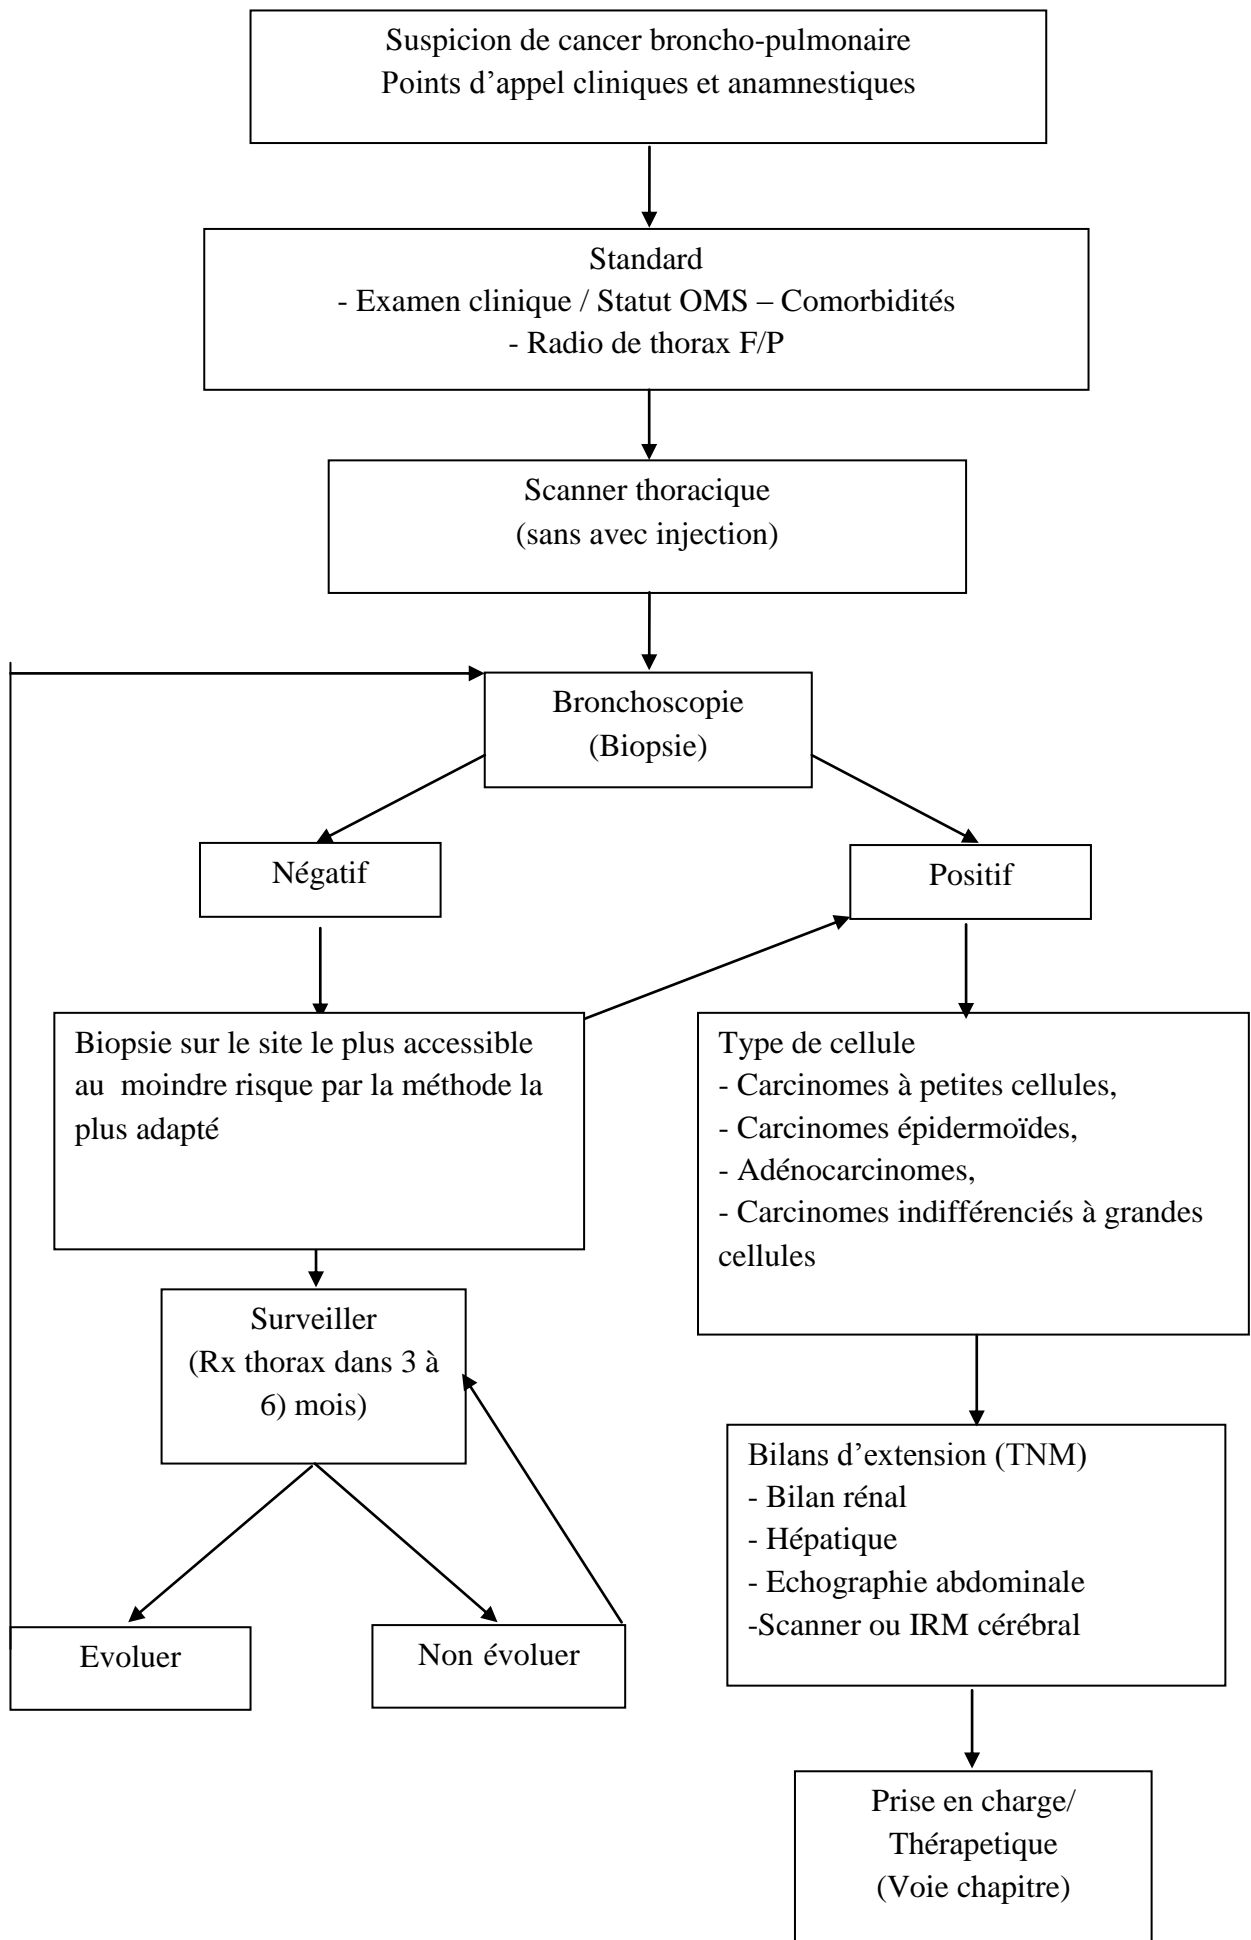 Suspicion de cancer broncho-pulmonaire
Points d’appel cliniques et anamnestiques
Standard
- Examen clinique / Statut OMS – Comorbidités
- Radio de thorax F/P
Scanner thoracique
(sans avec injection)
Bronchoscopie
(Biopsie)
Négatif
Positif
Biopsie sur le site le plus accessible
au moindre risque par la méthode la
plus adapté
Type de cellule
- Carcinomes à petites cellules,
- Carcinomes épidermoïdes,
- Adénocarcinomes,
- Carcinomes indifférenciés à grandes
cellules
Surveiller
(Rx thorax dans 3 à
6) mois)
Bilans d’extension (TNM)
- Bilan rénal
- Hépatique
- Echographie abdominale
-Scanner ou IRM cérébral
Evoluer
Non évoluer
Prise en charge/
Thérapetique
(Voie chapitre)